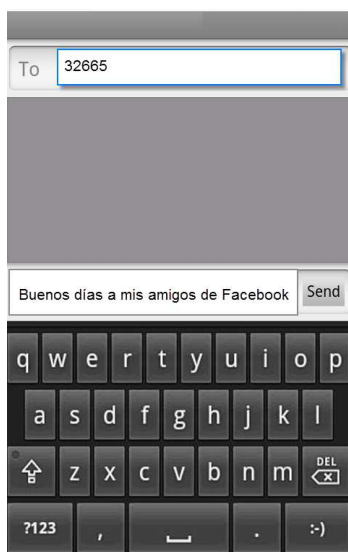 To 32665
Buenos días a mis amigos de Facebook Send
q w e r t y u i o p
a s d f g h j k l
z x c v b n m DEL
?123 , . :-)